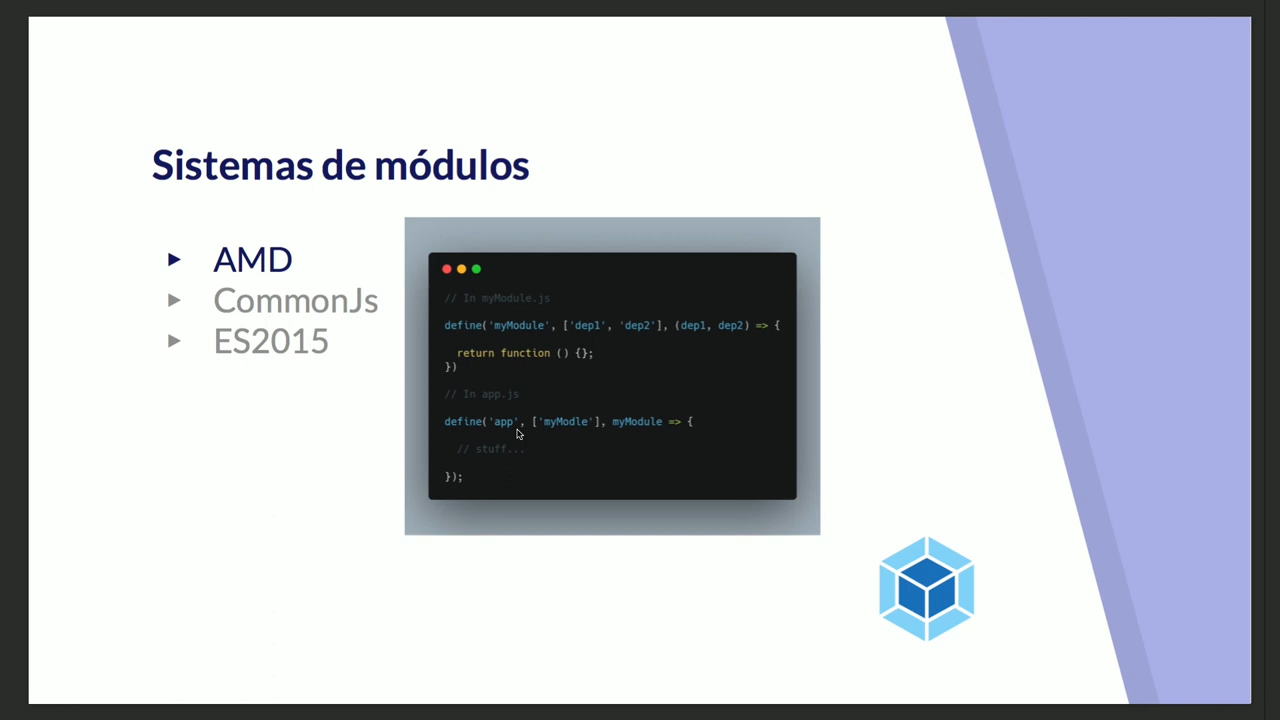 Sistemas de módulos
AMD
CommonJs
ES2015
// In myModule.js
define('myModule', ['dep1', 'dep2'], (dep1, dep2) => {
return function () {};
})
// In app.js
define('app', ['myModle'], myModule => {
// stuff...
});